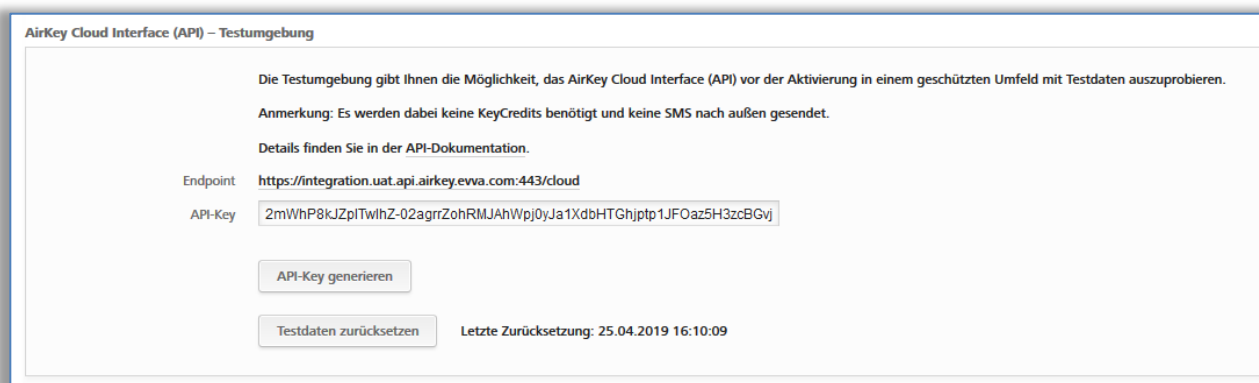 AirKey Cloud Interface (API) – Testumgebung
Die Testumgebung gibt Ihnen die Möglichkeit, das AirKey Cloud Interface (API) vor der Aktivierung in einem geschützten Umfeld mit Testdaten auszuprobieren.
Anmerkung: Es werden dabei keine KeyCredits benötigt und keine SMS nach außen gesendet.
Details finden Sie in der API-Dokumentation.
Endpoint https://integration.uat.api.airkey.evva.com:443/cloud
API-Key 2mWhP8kJZplTwlhZ-02agrrZohRMJAhWpj0yJa1XdbHTGhjptp1JFOaz5H3zcBGvj
API-Key generieren
Testdaten zurücksetzen Letzte Zurücksetzung: 25.04.2019 16:10:09